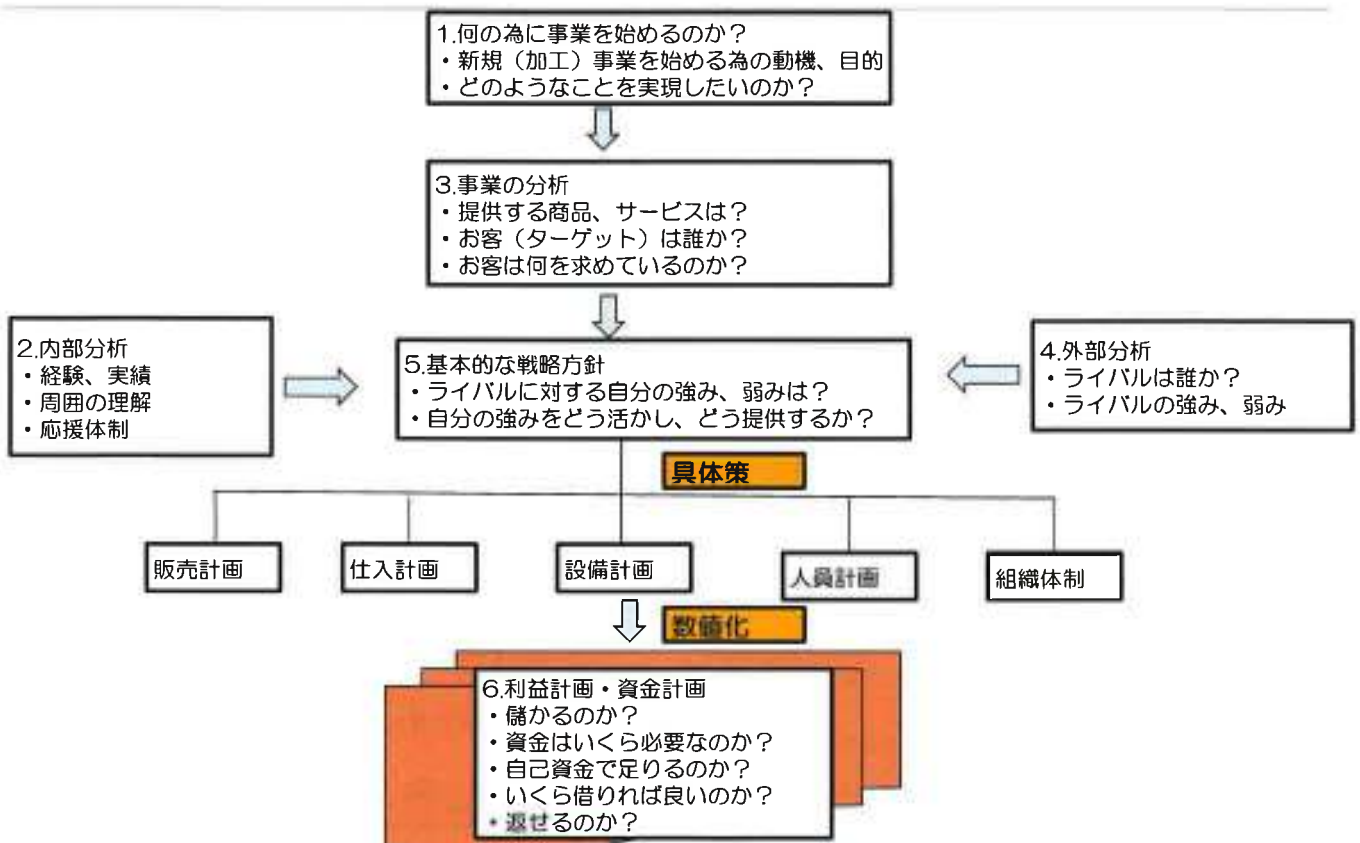 1.何の為に事業を始めるのか？
・新規（加工）事業を始める為の動機、目的
・どのようなことを実現したいのか？
3.事業の分析
・提供する商品、サービスは？
・お客（ターゲット）は誰か？
・お客は何を求めているのか？
2.内部分析
・経験、実績
・周囲の理解
・応援体制
5.基本的な戦略方針
・ライバルに対する自分の強み、弱みは？
・自分の強みをどう活かし、どう提供するか？
4.外部分析
・ライバルは誰か？
・ライバルの強み、弱み
具体策
販売計画
仕入計画
設備計画
人員計画
組織体制
数値化
6.利益計画・資金計画
・儲かるのか？
・資金はいくら必要なのか？
・自己資金で足りるのか？
・いくら借りれば良いのか？
・返せるのか？